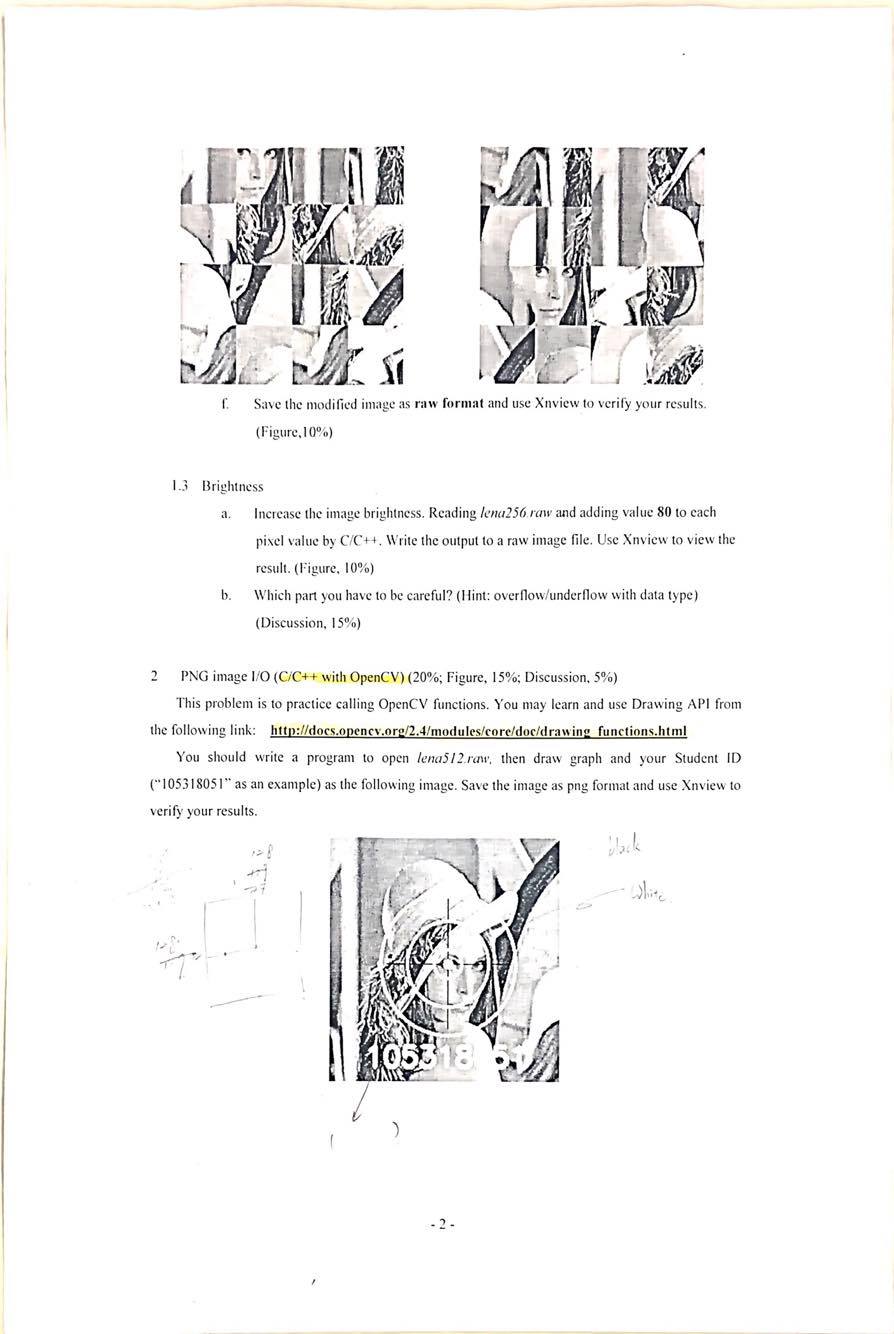 f. Save the modified image as raw format and use Xnview to verify your results.
(Figure,10%)
1.3 Brightness
a. Increase the image brightness. Reading lena256.raw and adding value 80 to each
pixel value by C/C++. Write the output to a raw image file. Use Xnview to view the
result. (Figure, 10%)
b. Which part you have to be careful? (Hint: overflow/underflow with data type)
(Discussion, 15%)
2 PNG image I/O (C/C++ with OpenCV) (20%; Figure, 15%; Discussion, 5%)
This problem is to practice calling OpenCV functions. You may learn and use Drawing API from
the following link: http://docs.opencv.org/2.4/modules/core/doc/drawing_functions.html
You should write a program to open lena512.raw, then draw graph and your Student ID
("105318051" as an example) as the following image. Save the image as png format and use Xnview to
verify your results.
black
128
White
128
105318051
( )
- 2 -